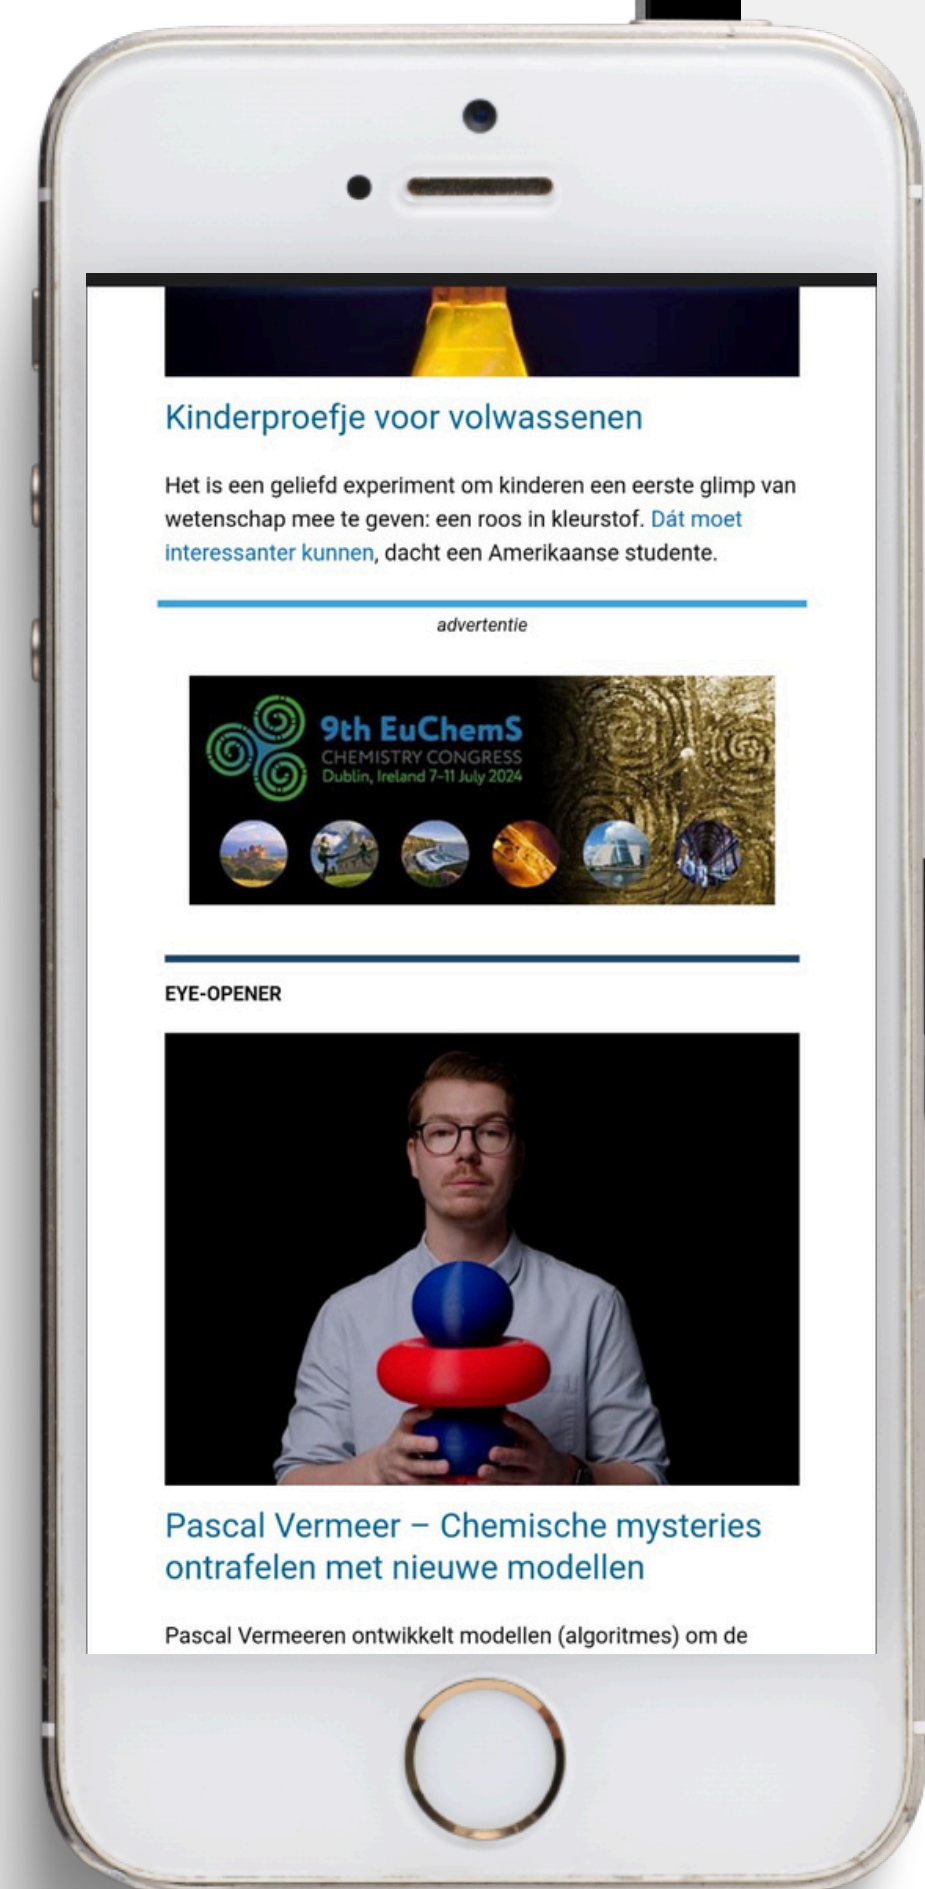 Kinderproefje voor volwassenen
Het is een geliefd experiment om kinderen een eerste glimp van
wetenschap mee te geven: een roos in kleurstof. Dát moet
interessanter kunnen, dacht een Amerikaanse studente.
advertentie
9th EuChemS
CHEMISTRY CONGRESS
Dublin, Ireland 7-11 July 2024
EYE-OPENER
Pascal Vermeer – Chemische mysteries
ontrafelen met nieuwe modellen
Pascal Vermeeren ontwikkelt modellen (algoritmes) om de